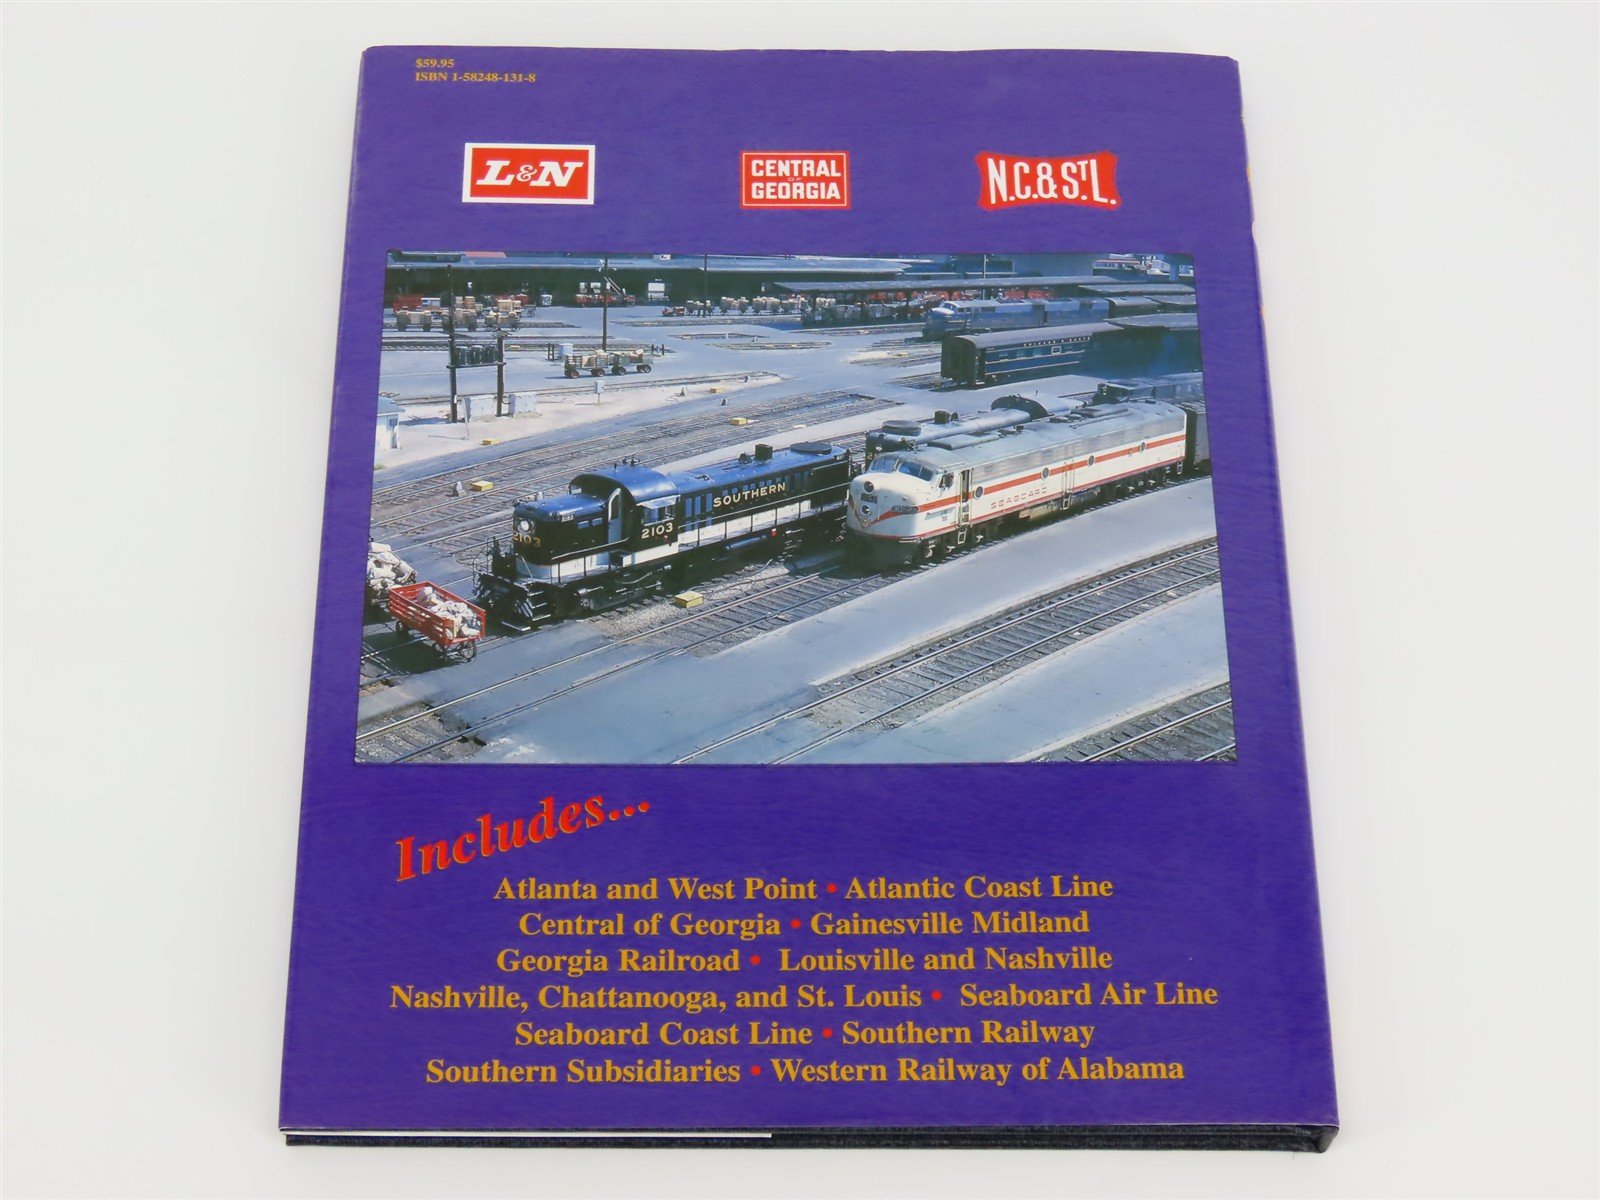 $59.95
ISBN 1-58248-131-8
L&N
CENTRAL
OF
GEORGIA
N.C.&ST.L.
SOUTHERN
2103
2103
SEABOARD
Includes...
Atlanta and West Point • Atlantic Coast Line
Central of Georgia • Gainesville Midland
Georgia Railroad • Louisville and Nashville
Nashville, Chattanooga, and St. Louis • Seaboard Air Line
Seaboard Coast Line • Southern Railway
Southern Subsidiaries • Western Railway of Alabama